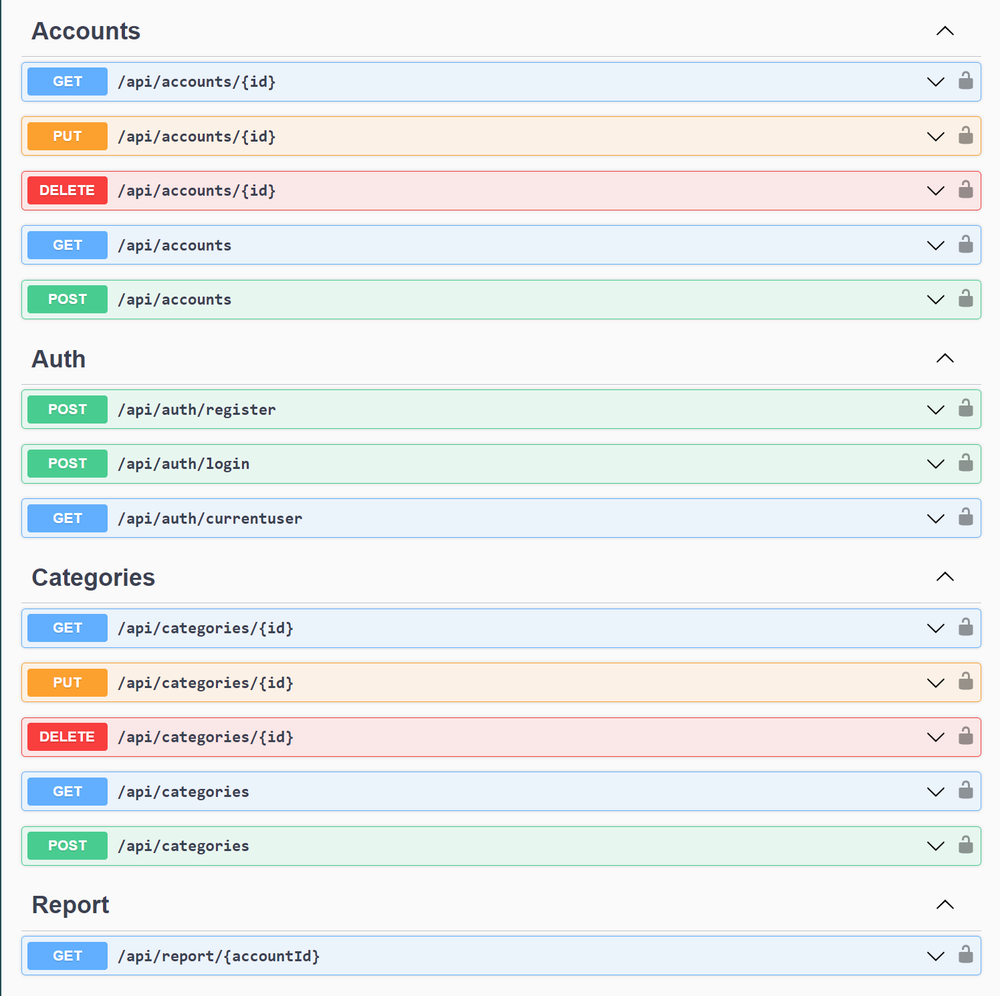 Accounts
GET /api/accounts/{id}
PUT /api/accounts/{id}
DELETE /api/accounts/{id}
GET /api/accounts
POST /api/accounts
Auth
POST /api/auth/register
POST /api/auth/login
GET /api/auth/currentuser
Categories
GET /api/categories/{id}
PUT /api/categories/{id}
DELETE /api/categories/{id}
GET /api/categories
POST /api/categories
Report
GET /api/report/{accountId}